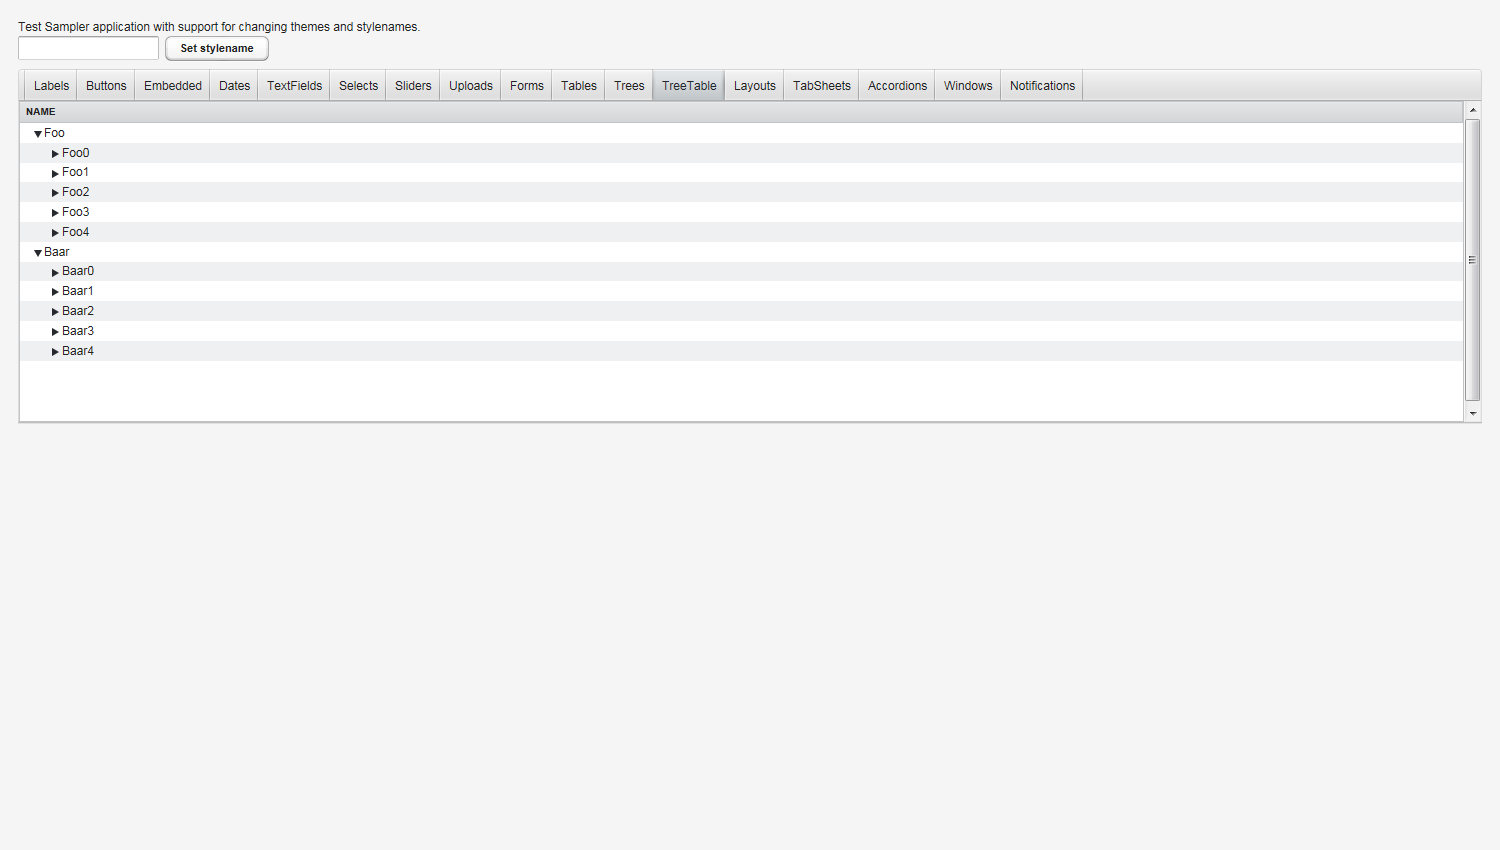 Test Sampler application with support for changing themes and stylenames.
Set stylename
Labels Buttons Embedded Dates TextFields Selects Sliders Uploads Forms Tables Trees TreeTable Layouts TabSheets Accordions Windows Notifications
NAME
Foo
Foo0
Foo1
Foo2
Foo3
Foo4
Baar
Baar0
Baar1
Baar2
Baar3
Baar4